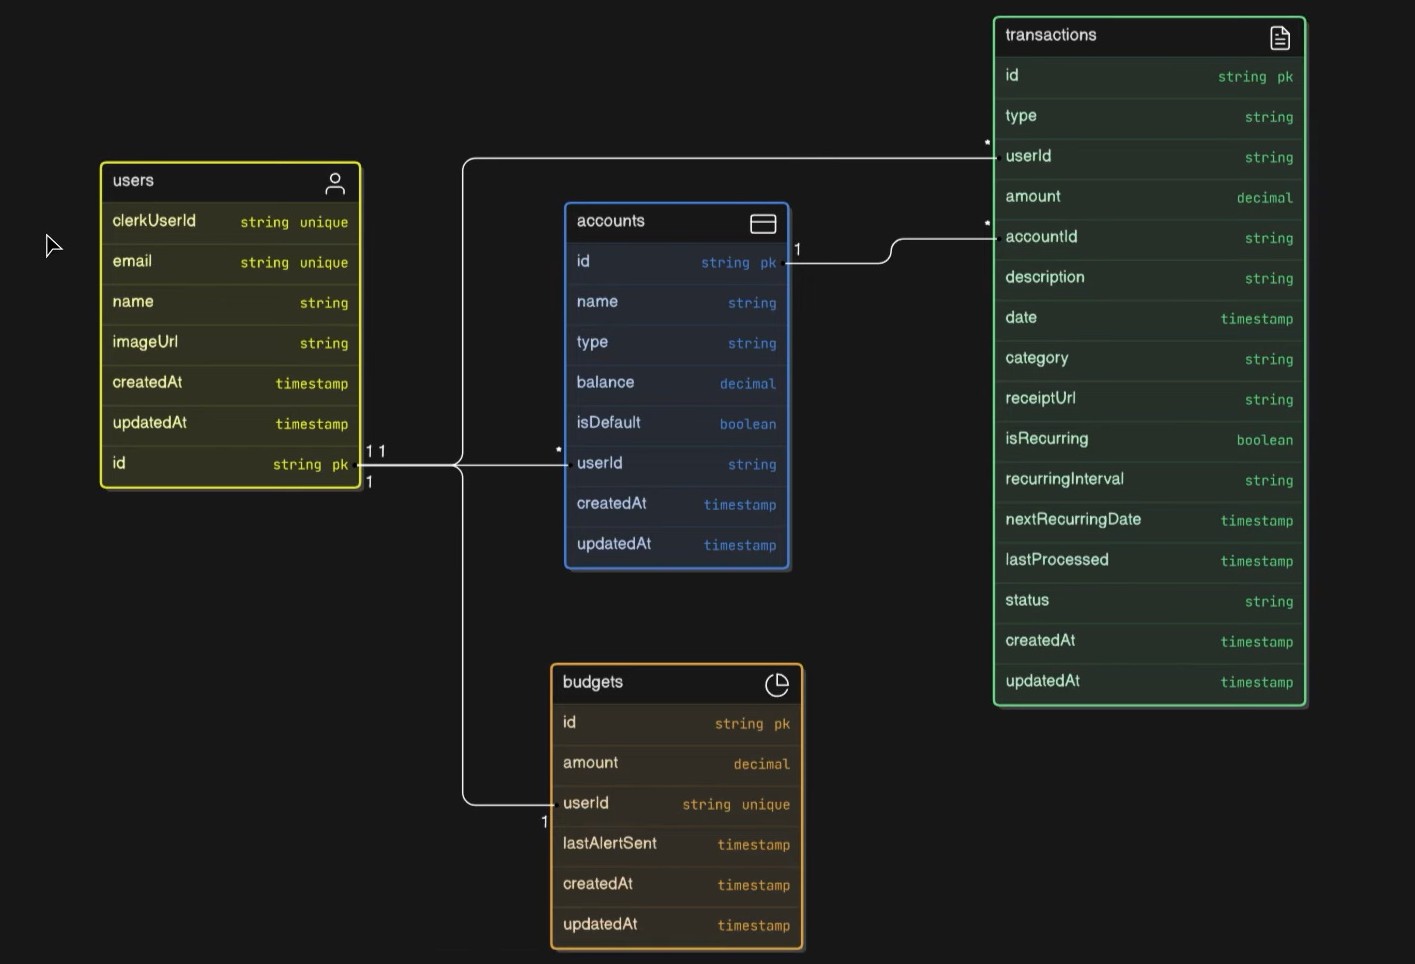 users
clerkUserId string unique
email string unique
name string
imageUrl string
createdAt timestamp
updatedAt timestamp
id string pk
1 1
1
accounts
id string pk
1
name string
type string
balance decimal
isDefault boolean
*
userId string
createdAt timestamp
updatedAt timestamp
budgets
id string pk
amount decimal
userId string unique
1
lastAlertSent timestamp
createdAt timestamp
updatedAt timestamp
transactions
id string pk
type string
*
userId string
amount decimal
*
accountId string
description string
date timestamp
category string
receiptUrl string
isRecurring boolean
recurringInterval string
nextRecurringDate timestamp
lastProcessed timestamp
status string
createdAt timestamp
updatedAt timestamp